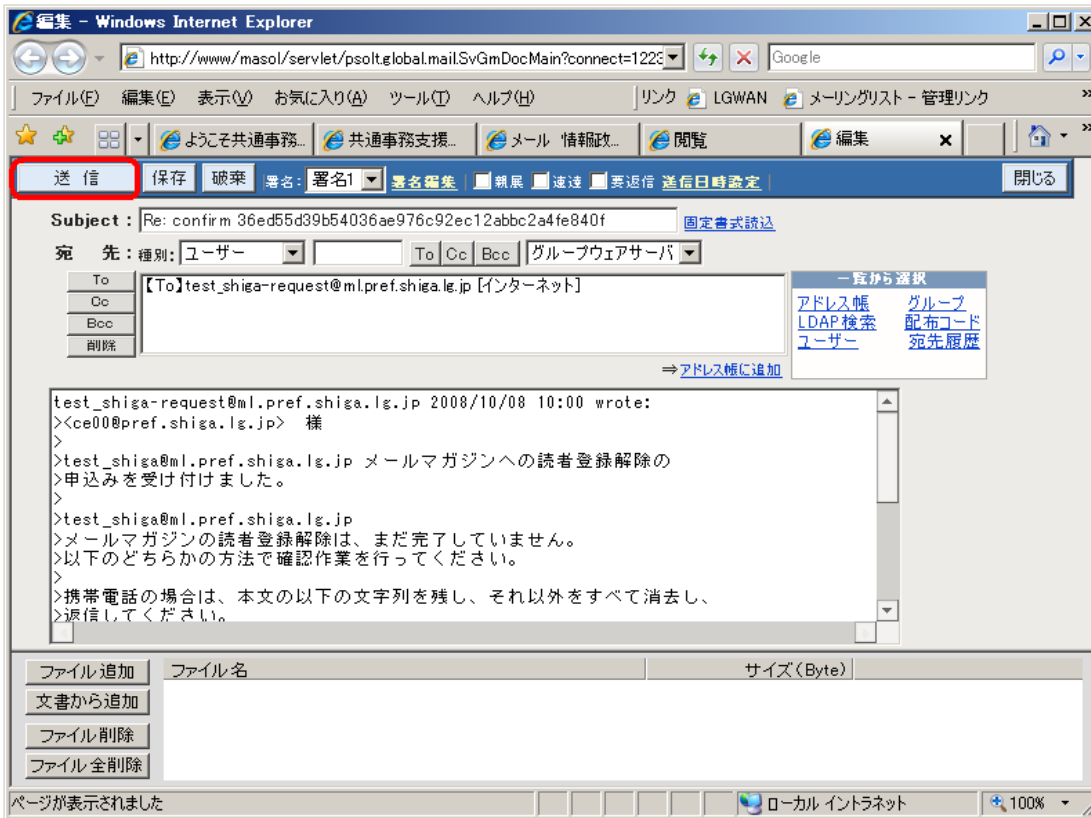 編集 - Windows Internet Explorer
http://www/masol/servlet/psolt.global.mail.SvGmDocMain?connect=1223
Google
ファイル(F) 編集(E) 表示(V) お気に入り(A) ツール(T) ヘルプ(H)
リンク LGWAN メーリングリスト - 管理リンク »
ようこそ共通事務... 共通事務支援... メール 情報政... 閲覧 編集 x »
送 信 保存 破棄 署名: 署名1 署名編集 | 親展 速達 要返信 送信日時設定 | 閉じる
Subject : Re: confirm 36ed55d39b54036ae976c92ec12abbc2a4fe840f 固定書式読込
宛 先 : 種別: ユーザー To Cc Bcc グループウェアサーバ
To
Cc
Bcc
削除
【To】test_shiga-request@ml.pref.shiga.lg.jp [インターネット]
一覧から選択
アドレス帳 グループ
LDAP検索 配布コード
ユーザー 宛先履歴
⇒アドレス帳に追加
test_shiga-request@ml.pref.shiga.lg.jp 2008/10/08 10:00 wrote:
><ce00@pref.shiga.lg.jp> 様
>
>test_shiga@ml.pref.shiga.lg.jp メールマガジンへの読者登録解除の
>申込みを受け付けました。
>
>test_shiga@ml.pref.shiga.lg.jp
>メールマガジンの読者登録解除は、まだ完了していません。
>以下のどちらかの方法で確認作業を行ってください。
>
>携帯電話の場合は、本文の以下の文字列を残し、それ以外をすべて消去し、
>返信してください。
ファイル追加
文書から追加
ファイル削除
ファイル全削除
ファイル名 サイズ(Byte)
ページが表示されました ローカル イントラネット 100%